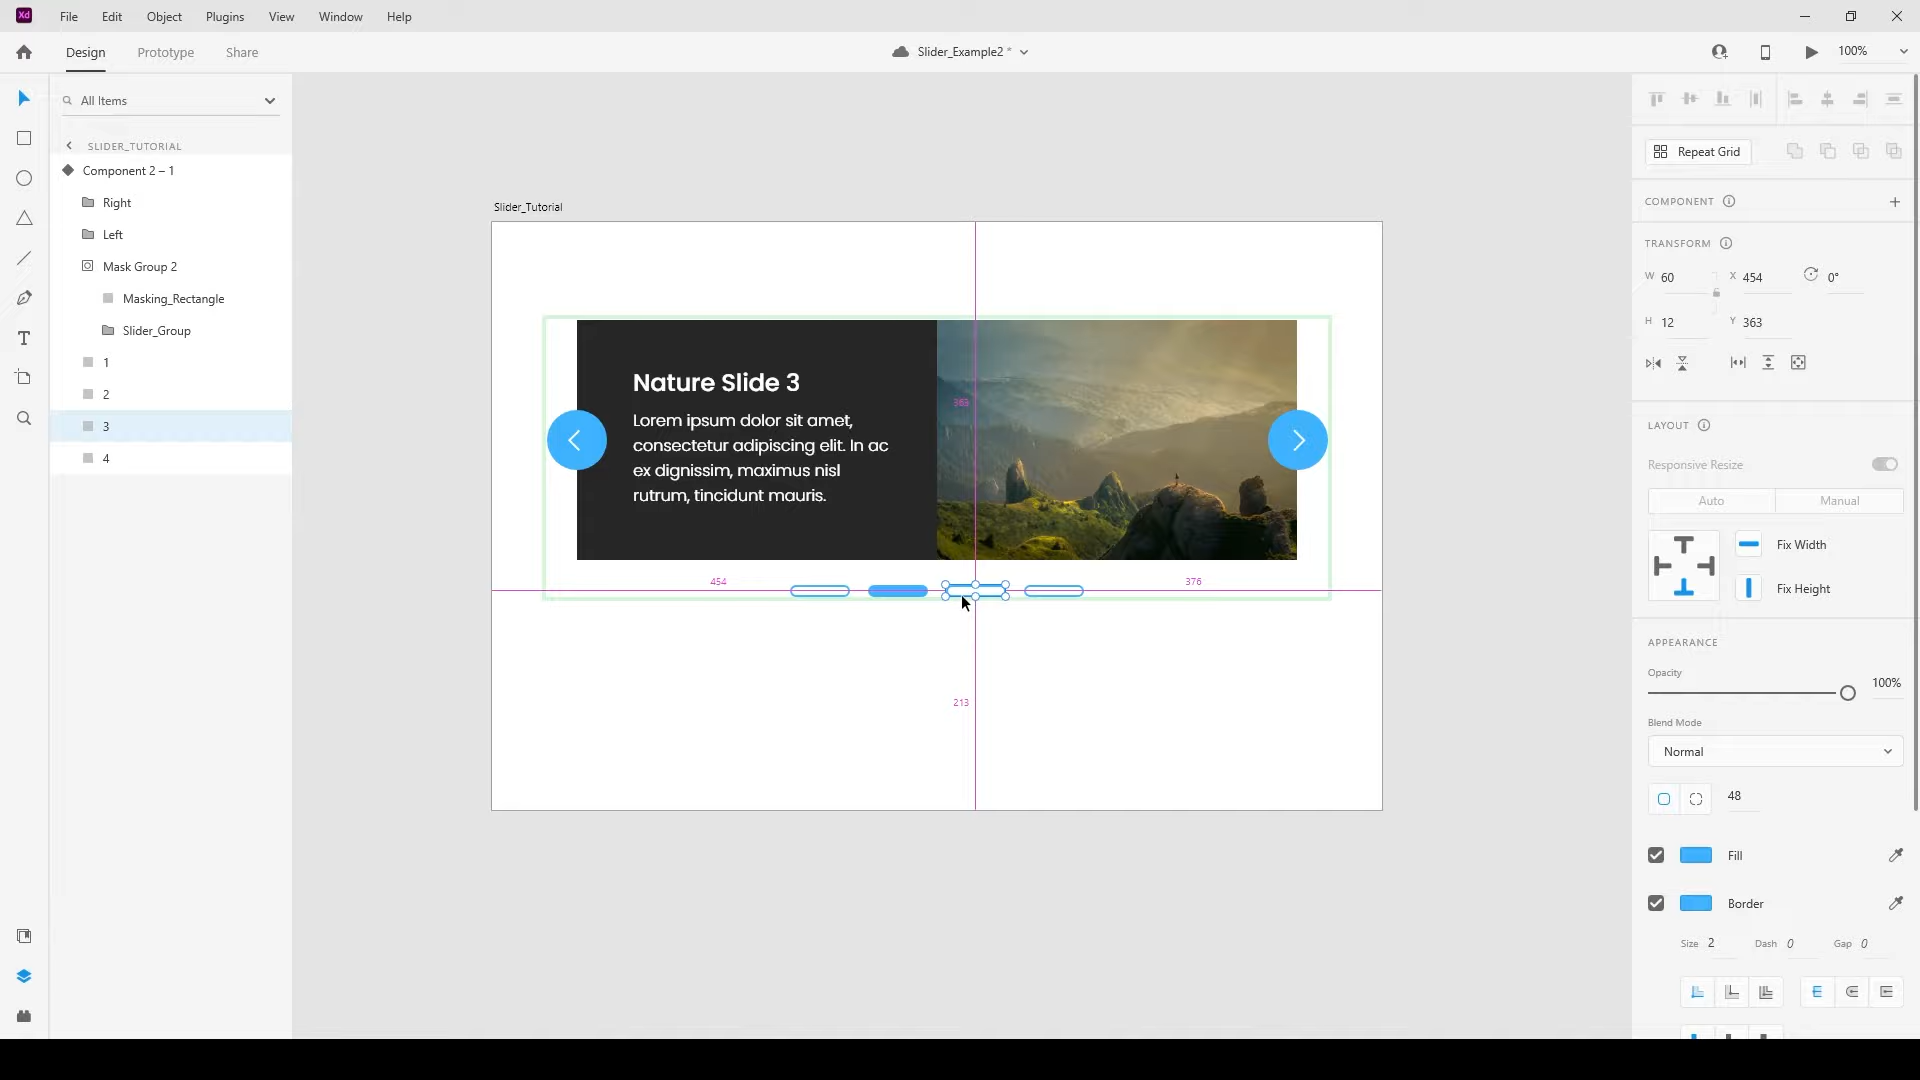 Xd
File
Edit
Object
Plugins
View
Window
Help
Design
Prototype
Share
Slider_Example2 *
100%
All Items
SLIDER_TUTORIAL
Component 2 – 1
Right
Left
Mask Group 2
Masking_Rectangle
Slider_Group
1
2
3
4
Slider_Tutorial
Nature Slide 3
Lorem ipsum dolor sit amet,
consectetur adipiscing elit. In ac
ex dignissim, maximus nisl
rutrum, tincidunt mauris.
363
454
376
213
Repeat Grid
COMPONENT
TRANSFORM
W 60
X 454
0°
H 12
Y 363
LAYOUT
Responsive Resize
Auto
Manual
Fix Width
Fix Height
APPEARANCE
Opacity
100%
Blend Mode
Normal
48
Fill
Border
Size 2
Dash 0
Gap 0